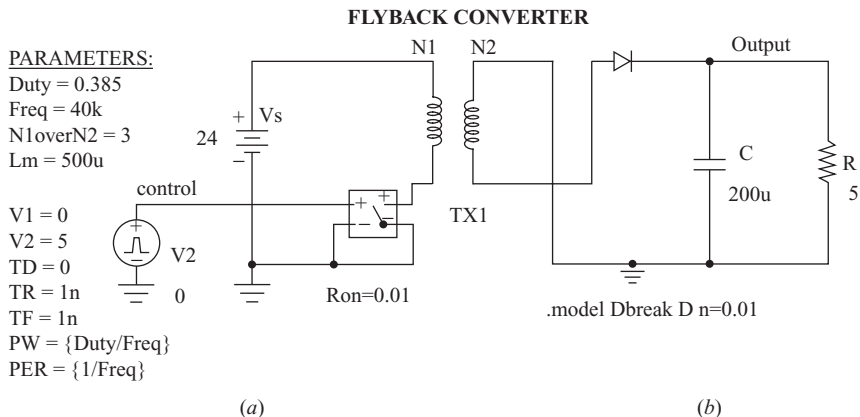 FLYBACK CONVERTER
PARAMETERS:
Duty = 0.385
Freq = 40k
N1overN2 = 3
Lm = 500u
N1
N2
Output
+
Vs
24
−
control
V1 = 0
V2 = 5
TD = 0
TR = 1n
TF = 1n
PW = {Duty/Freq}
PER = {1/Freq}
+
−
V2
0
+
+
−
−
Ron=0.01
TX1
C
200u
R
5
.model Dbreak D n=0.01
(a)
(b)